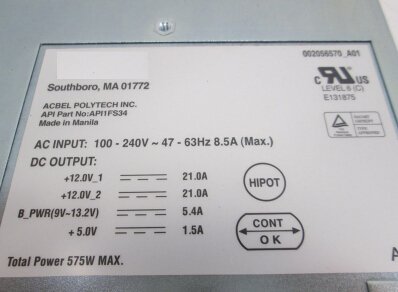 002056570_A01
Southboro, MA 01772
ACBEL POLYTECH INC.
API Part No:API1FS34
Made in Manila
C US
LEVEL 6 (C)
E131875
AC INPUT: 100 - 240V ~ 47 - 63Hz 8.5A (Max.)
DC OUTPUT:
+12.0V_1 21.0A
+12.0V_2 21.0A
B_PWR(9V~13.2V) 5.4A
+ 5.0V 1.5A
HIPOT
CONT
OK
Total Power 575W MAX.